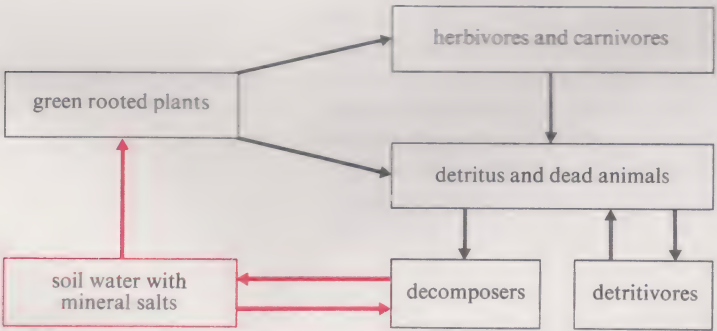 herbivores and carnivores
green rooted plants
detritus and dead animals
soil water with
mineral salts
decomposers
detritivores